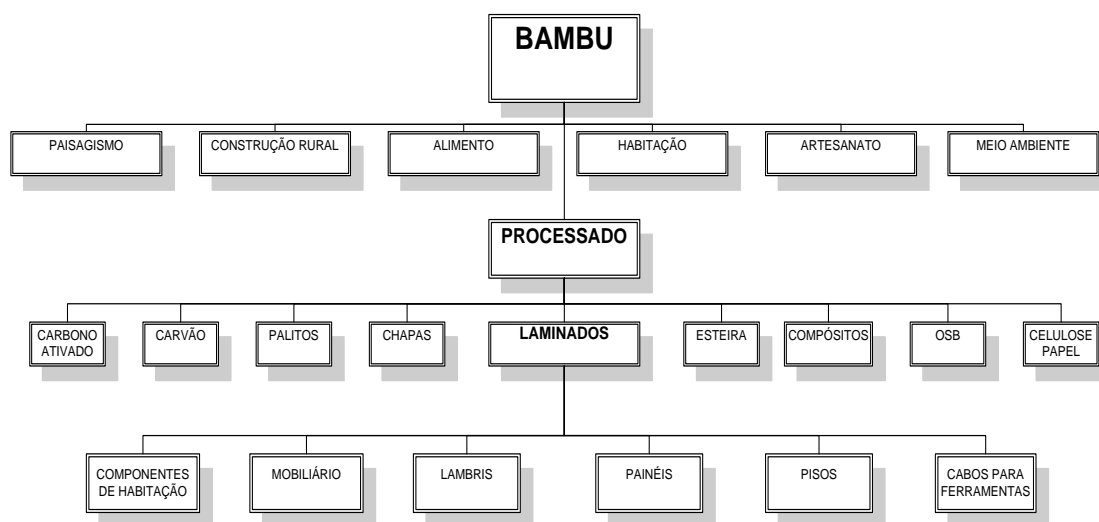 BAMBU
PAISAGISMO
CONSTRUÇÃO RURAL
ALIMENTO
HABITAÇÃO
ARTESANATO
MEIO AMBIENTE
PROCESSADO
CARBONO
ATIVADO
CARVÃO
PALITOS
CHAPAS
LAMINADOS
ESTEIRA
COMPÓSITOS
OSB
CELULOSE
PAPEL
COMPONENTES
DE HABITAÇÃO
MOBILIÁRIO
LAMBRIS
PAINÉIS
PISOS
CABOS PARA
FERRAMENTAS